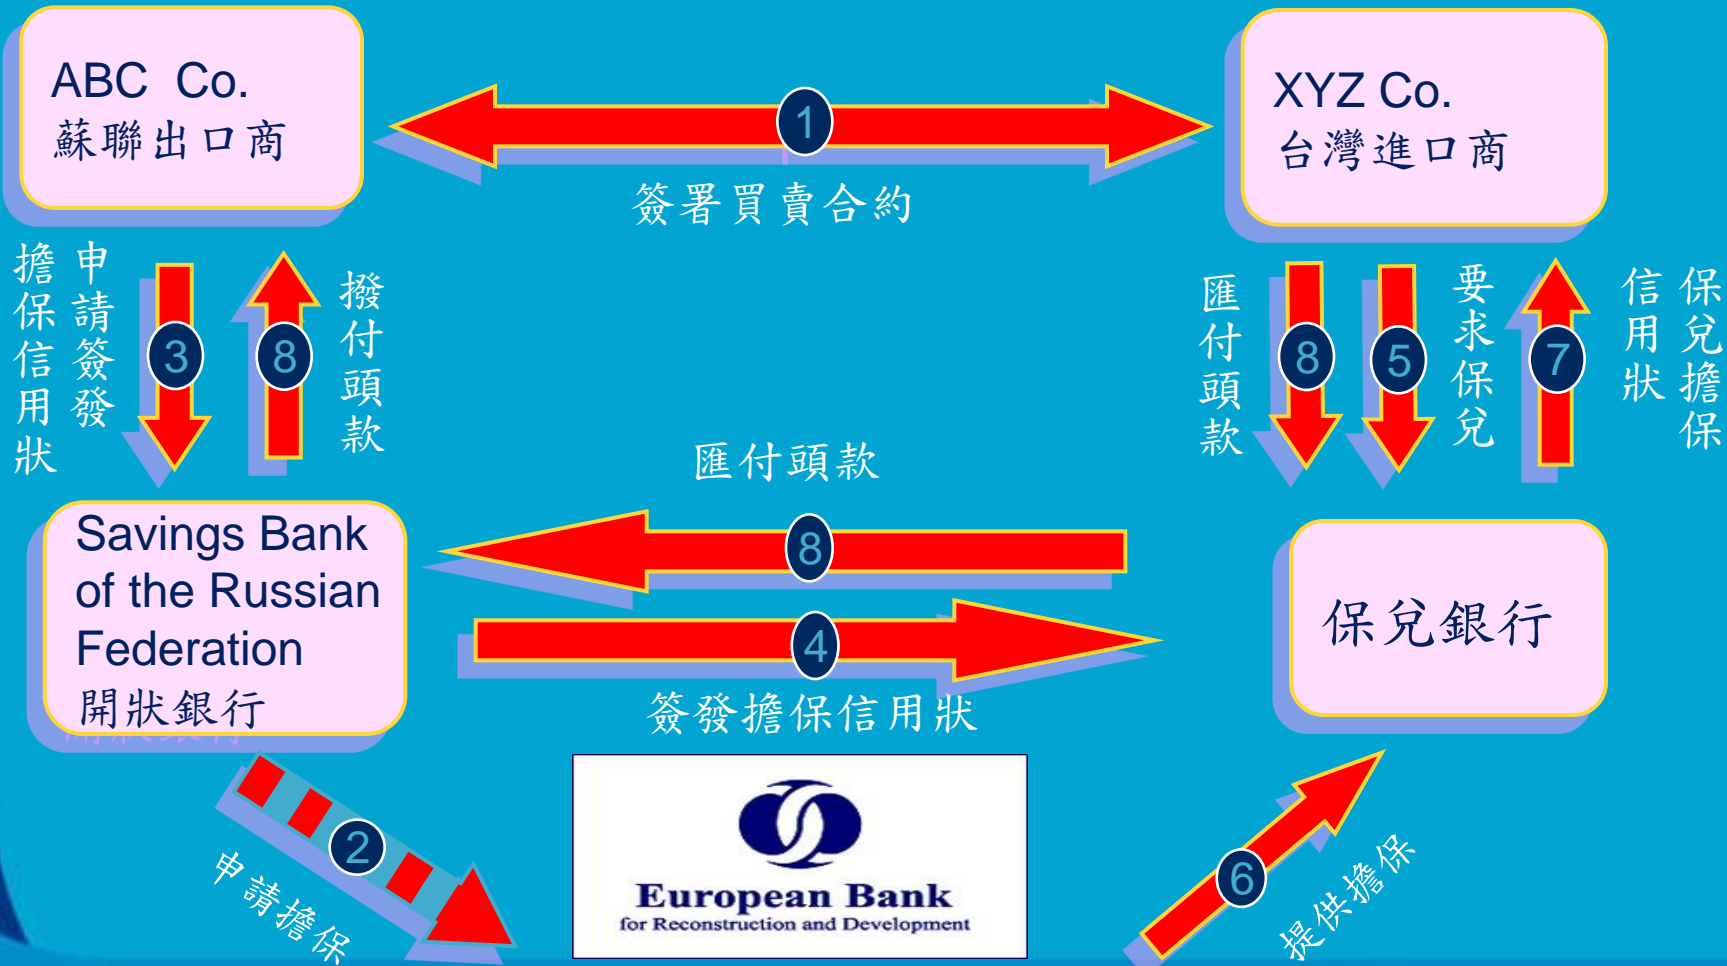 ABC Co.
蘇聯出口商
1
簽署買賣合約
XYZ Co.
台灣進口商
申請簽發
擔保信用狀
3
8
撥付頭款
匯付頭款
8
5
要求保兌
7
保兌擔保
信用狀
匯付頭款
8
4
簽發擔保信用狀
Savings Bank
of the Russian
Federation
開狀銀行
保兌銀行
2
申請擔保
European Bank
for Reconstruction and Development
6
提供擔保